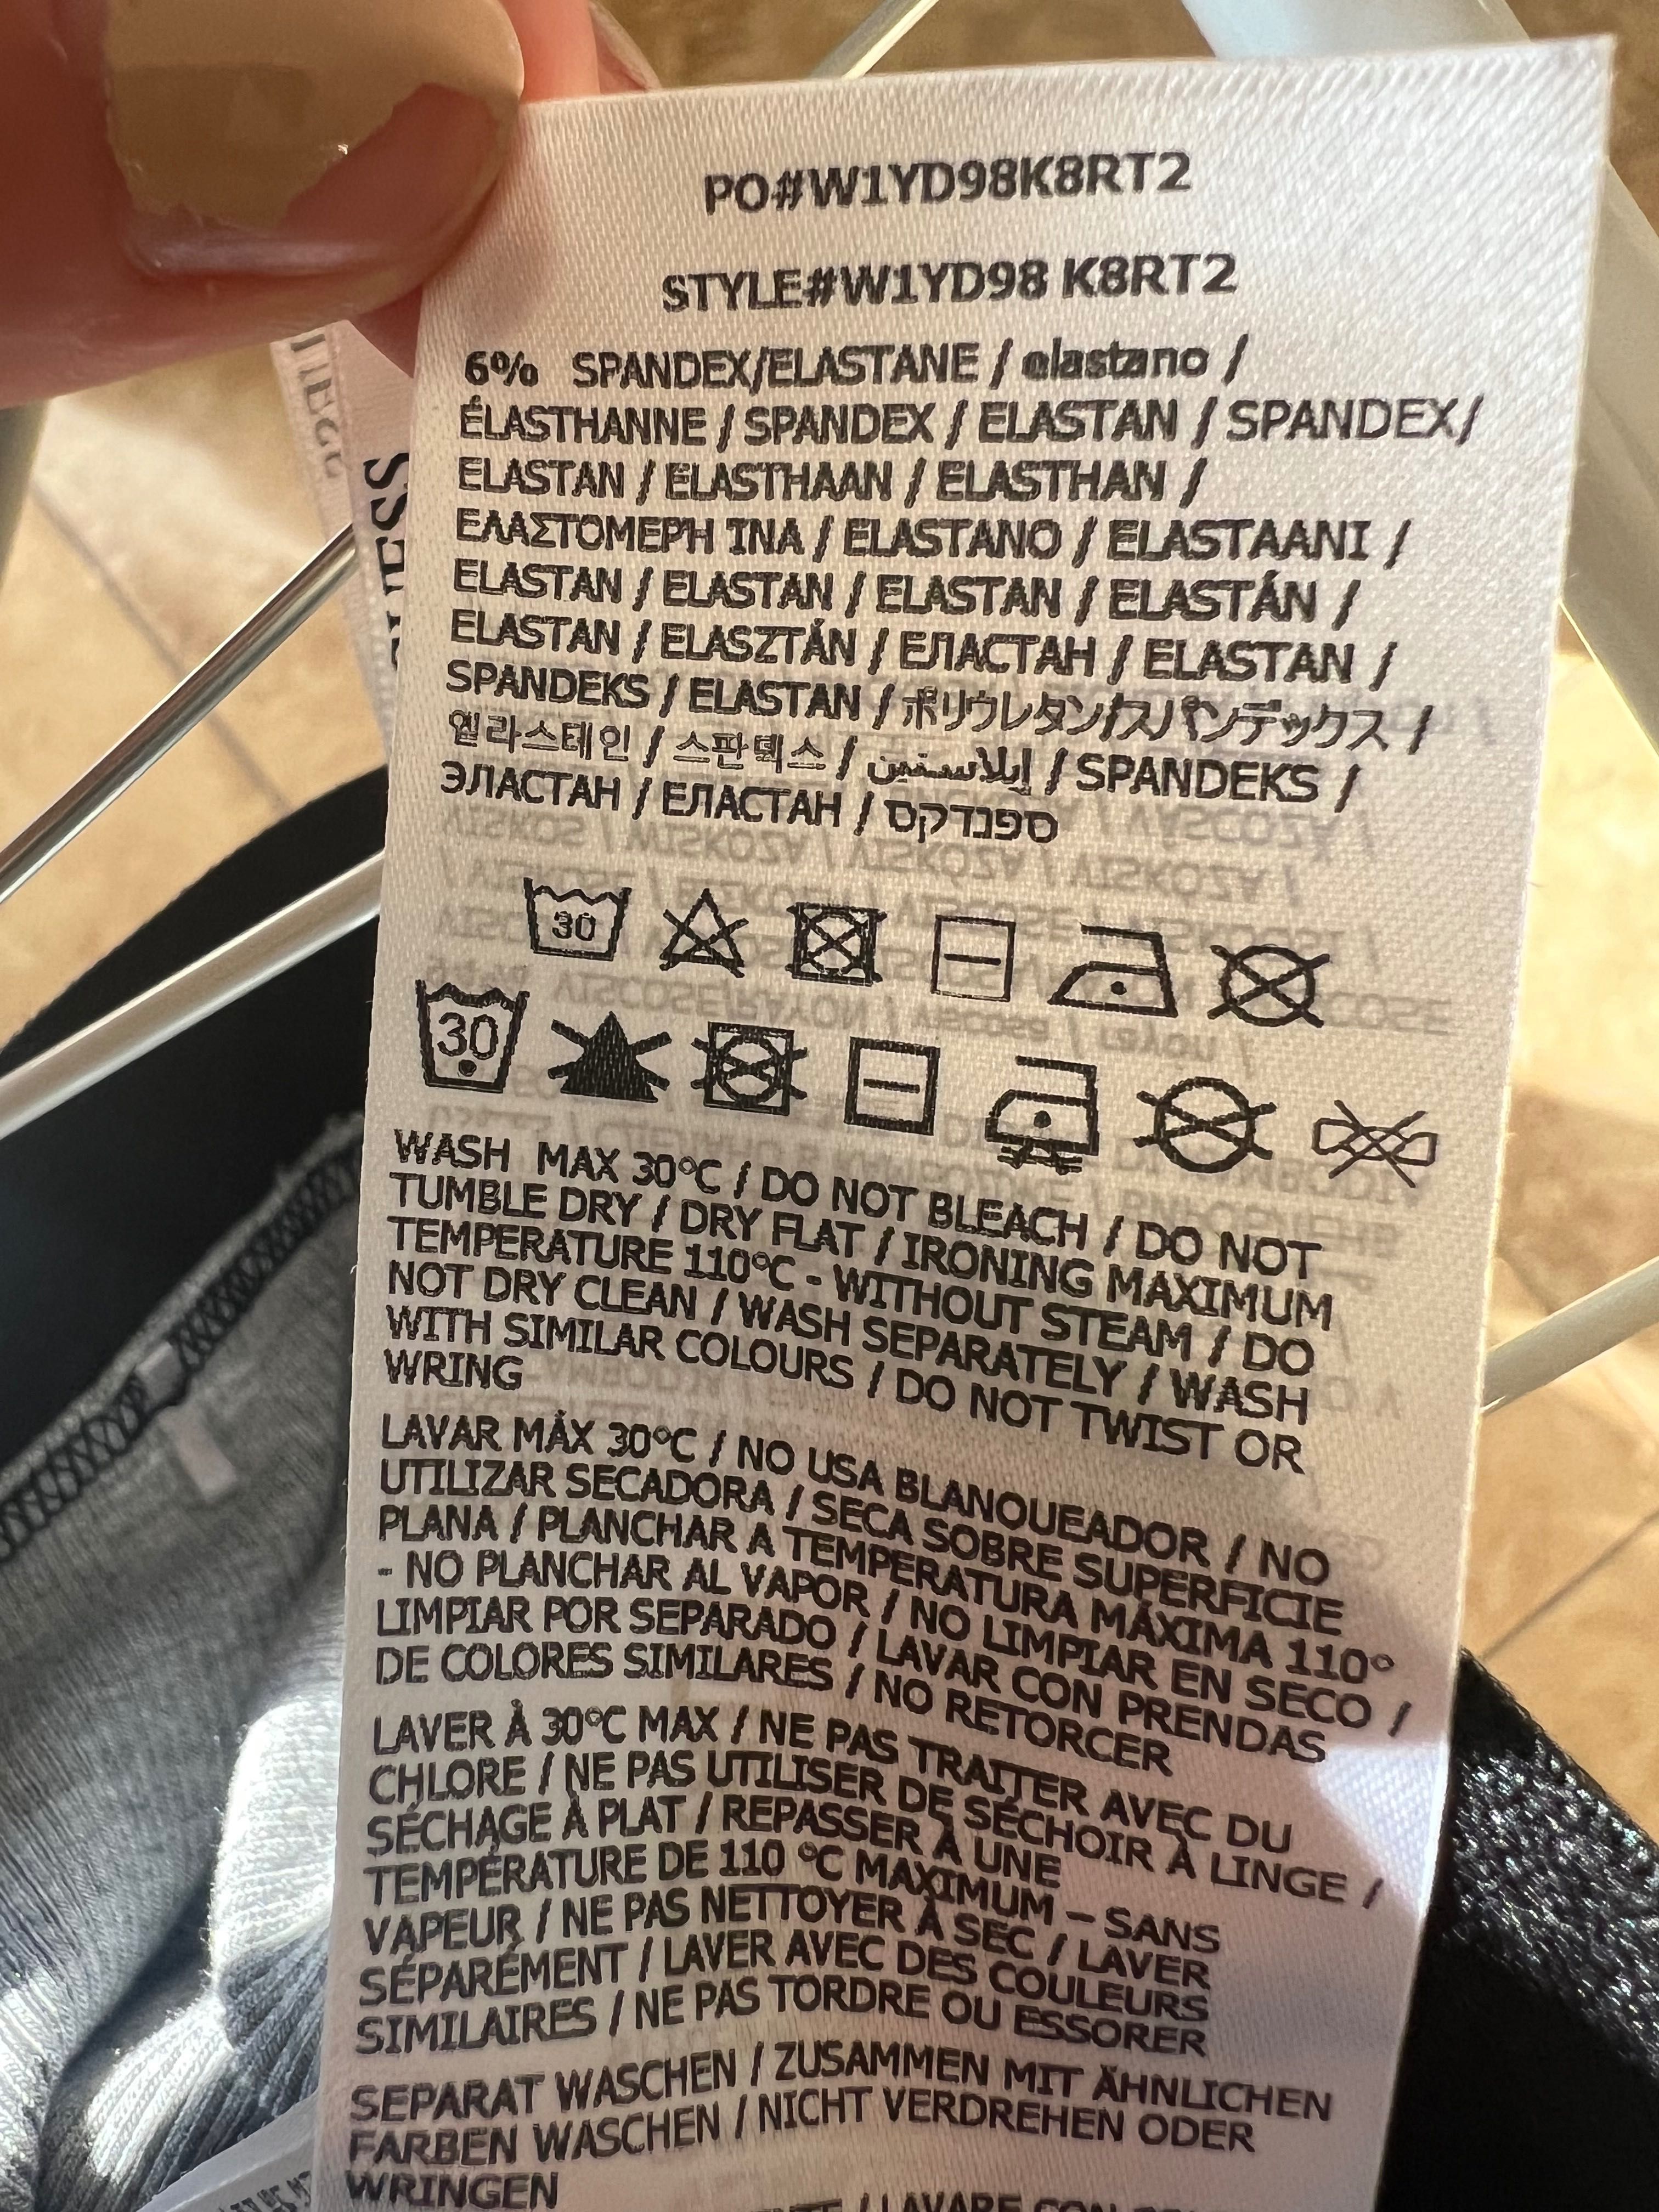 PO#W1YD98K8RT2
STYLE#W1YD98 K8RT2
6% SPANDEX/ELASTANE / elastano /
ÉLASTHANNE / SPANDEX / ELASTAN / SPANDEX/
ELASTAN / ELASTHAAN / ELASTHAN /
ΕΛΑΣΤΟΜΕΡΗ ΊΝΑ / ELASTANO / ELASTAANI /
ELASTAN / ELASTAN / ELASTAN / ELASTÁN /
ELASTAN / ELASZTÁN / ЕЛАСТАН / ELASTAN /
SPANDEKS / ELASTAN / ポリウレタン/スパンデックス /
엘라스테인 / 스판덱스 / إيلاستين / SPANDEKS /
ЭЛАСТАН / ЕЛАСТАН / ספנדקס
30
30
WASH MAX 30°C / DO NOT BLEACH / DO NOT
TUMBLE DRY / DRY FLAT / IRONING MAXIMUM
TEMPERATURE 110°C - WITHOUT STEAM / DO
NOT DRY CLEAN / WASH SEPARATELY / WASH
WITH SIMILAR COLOURS / DO NOT TWIST OR
WRING
LAVAR MÁX 30°C / NO USA BLANQUEADOR / NO
UTILIZAR SECADORA / SECA SOBRE SUPERFICIE
PLANA / PLANCHAR A TEMPERATURA MÁXIMA 110°
- NO PLANCHAR AL VAPOR / NO LIMPIAR EN SECO /
LIMPIAR POR SEPARADO / LAVAR CON PRENDAS
DE COLORES SIMILARES / NO RETORCER
LAVER À 30°C MAX / NE PAS TRAITER AVEC DU
CHLORE / NE PAS UTILISER DE SÉCHOIR À LINGE /
SÉCHAGE À PLAT / REPASSER À UNE
TEMPÉRATURE DE 110 °C MAXIMUM – SANS
VAPEUR / NE PAS NETTOYER À SEC / LAVER
SÉPARÉMENT / LAVER AVEC DES COULEURS
SIMILAIRES / NE PAS TORDRE OU ESSORER
SEPARAT WASCHEN / ZUSAMMEN MIT ÄHNLICHEN
FARBEN WASCHEN / NICHT VERDREHEN ODER
WRINGEN
/ LAVARE CON